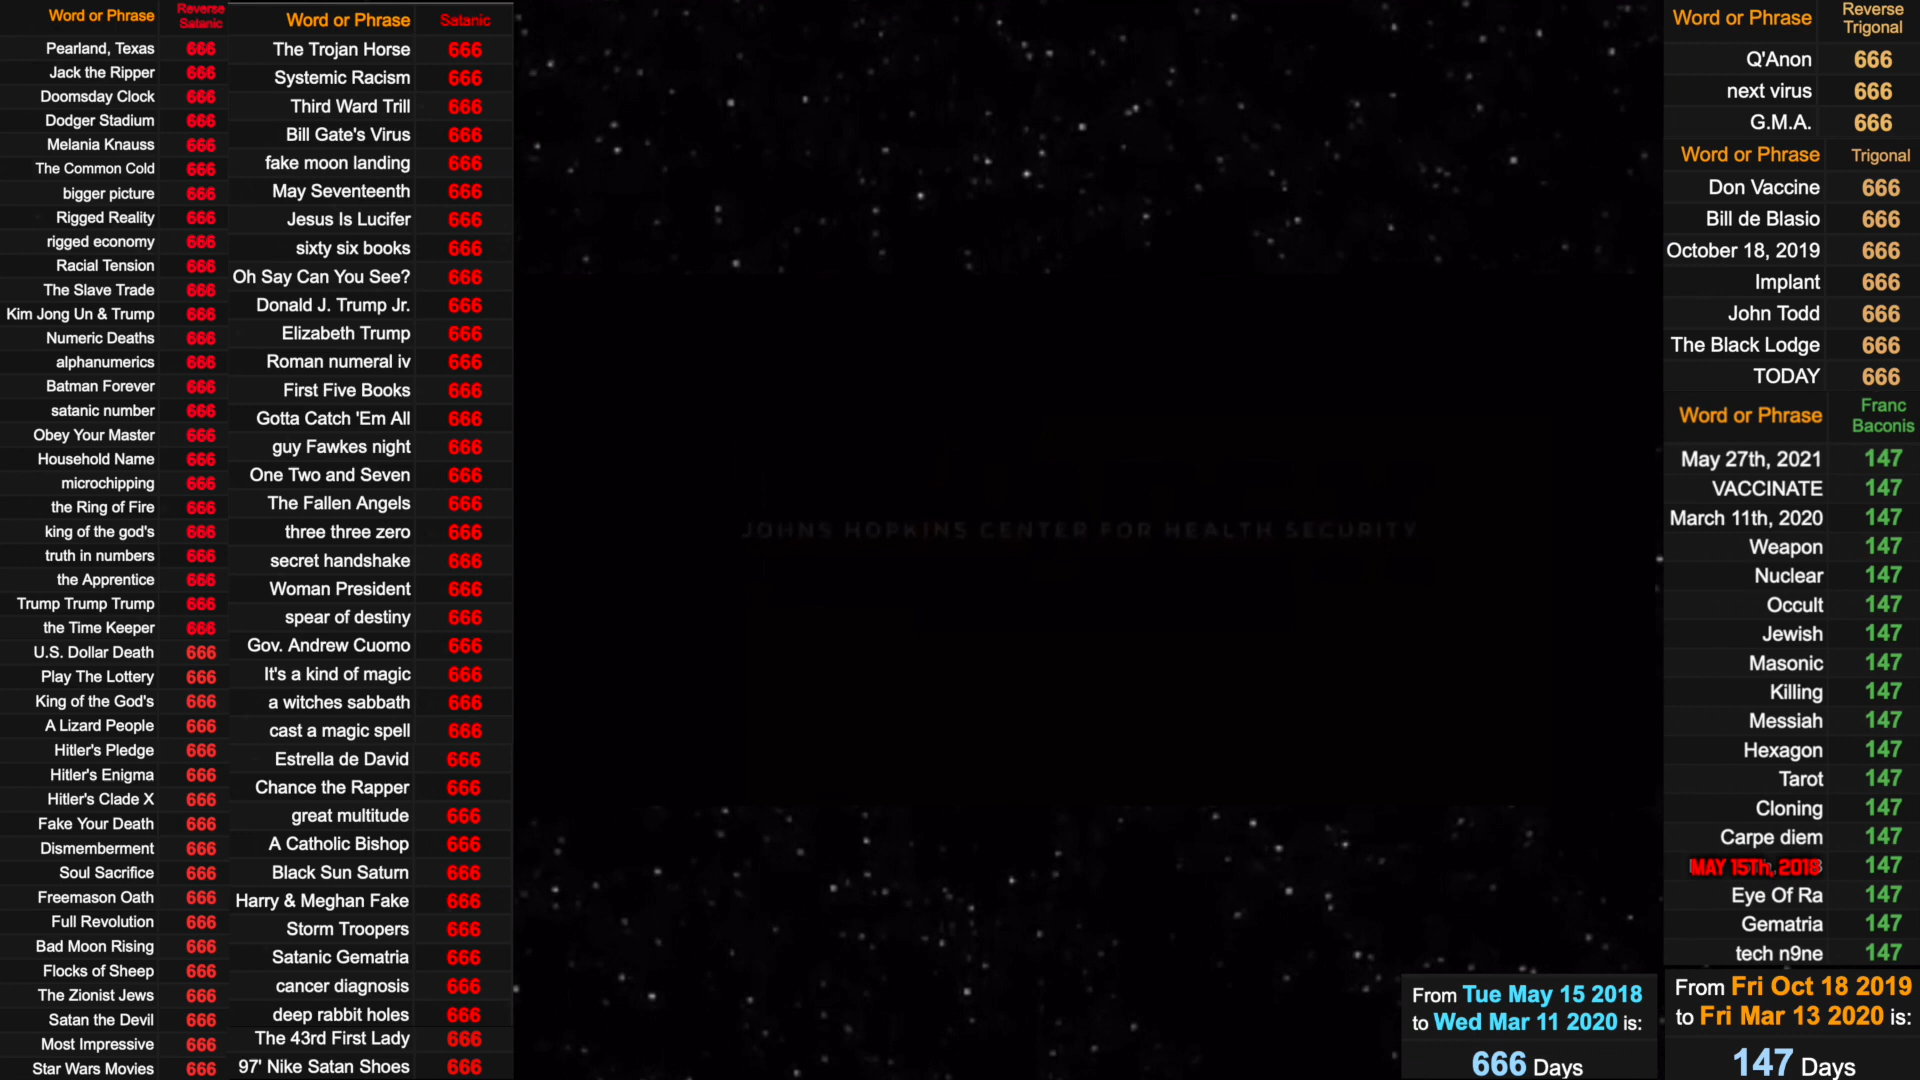 Word or Phrase Reverse Satanic
Pearland, Texas 666
Jack the Ripper 666
Doomsday Clock 666
Dodger Stadium 666
Melania Knauss 666
The Common Cold 666
bigger picture 666
Rigged Reality 666
rigged economy 666
Racial Tension 666
The Slave Trade 666
Kim Jong Un & Trump 666
Numeric Deaths 666
alphanumerics 666
Batman Forever 666
satanic number 666
Obey Your Master 666
Household Name 666
microchipping 666
the Ring of Fire 666
king of the god's 666
truth in numbers 666
the Apprentice 666
Trump Trump Trump 666
the Time Keeper 666
U.S. Dollar Death 666
Play The Lottery 666
King of the God's 666
A Lizard People 666
Hitler's Pledge 666
Hitler's Enigma 666
Hitler's Clade X 666
Fake Your Death 666
Dismemberment 666
Soul Sacrifice 666
Freemason Oath 666
Full Revolution 666
Bad Moon Rising 666
Flocks of Sheep 666
The Zionist Jews 666
Satan the Devil 666
Most Impressive 666
Star Wars Movies 666
Word or Phrase Satanic
The Trojan Horse 666
Systemic Racism 666
Third Ward Trill 666
Bill Gate's Virus 666
fake moon landing 666
May Seventeenth 666
Jesus Is Lucifer 666
sixty six books 666
Oh Say Can You See? 666
Donald J. Trump Jr. 666
Elizabeth Trump 666
Roman numeral iv 666
First Five Books 666
Gotta Catch 'Em All 666
guy Fawkes night 666
One Two and Seven 666
The Fallen Angels 666
three three zero 666
secret handshake 666
Woman President 666
spear of destiny 666
Gov. Andrew Cuomo 666
It's a kind of magic 666
a witches sabbath 666
cast a magic spell 666
Estrella de David 666
Chance the Rapper 666
great multitude 666
A Catholic Bishop 666
Black Sun Saturn 666
Harry & Meghan Fake 666
Storm Troopers 666
Satanic Gematria 666
cancer diagnosis 666
deep rabbit holes 666
The 43rd First Lady 666
97' Nike Satan Shoes 666
JOHNS HOPKINS CENTER FOR HEALTH SECURITY
From Tue May 15 2018
to Wed Mar 11 2020 is:
666 Days
Word or Phrase Reverse Trigonal
Q'Anon 666
next virus 666
G.M.A. 666
Word or Phrase Trigonal
Don Vaccine 666
Bill de Blasio 666
October 18, 2019 666
Implant 666
John Todd 666
The Black Lodge 666
TODAY 666
Word or Phrase Franc Baconis
May 27th, 2021 147
VACCINATE 147
March 11th, 2020 147
Weapon 147
Nuclear 147
Occult 147
Jewish 147
Masonic 147
Killing 147
Messiah 147
Hexagon 147
Tarot 147
Cloning 147
Carpe diem 147
MAY 15Th, 2018 147
Eye Of Ra 147
Gematria 147
tech n9ne 147
From Fri Oct 18 2019
to Fri Mar 13 2020 is:
147 Days